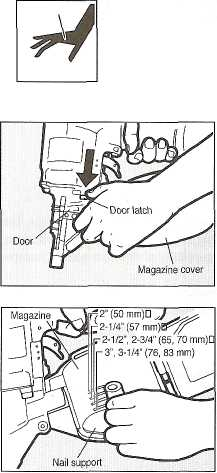 Door latch
Door
Magazine cover
Magazine
2" (50 mm)□
2-1/4" (57 mm)□
2-1/2", 2-3/4" (65, 70 mm)□
3", 3-1/4" (76, 83 mm)
Nail support